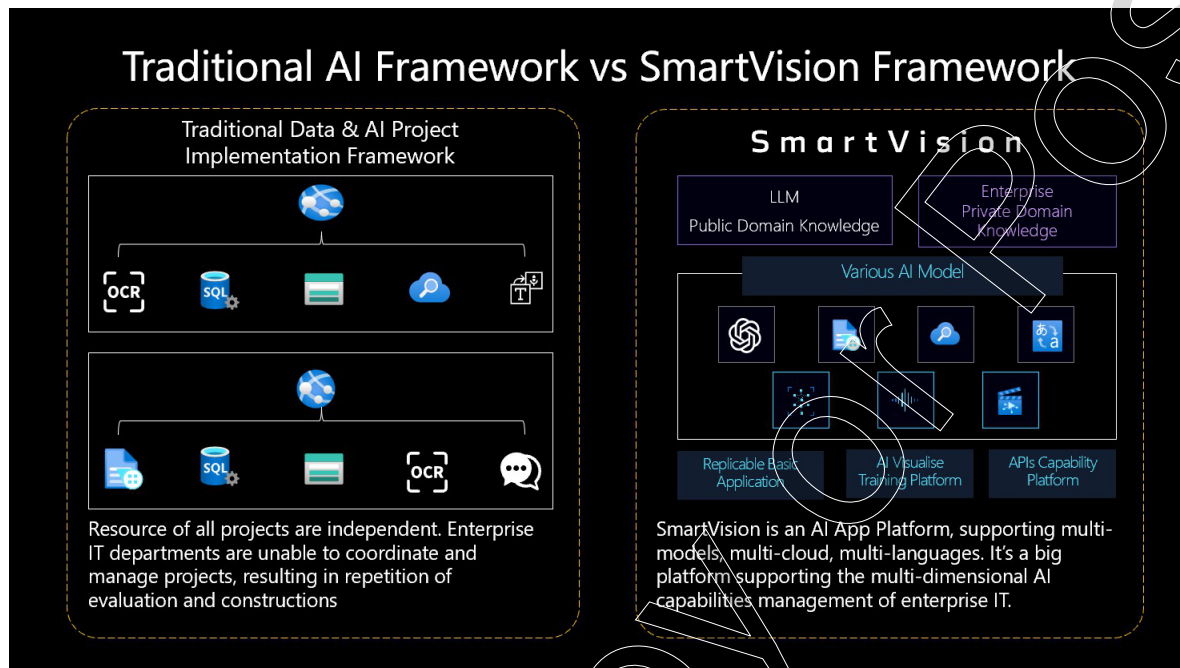 Traditional AI Framework vs SmartVision Framework
Traditional Data & AI Project
Implementation Framework
OCR
SQL
T
SQL
OCR
Resource of all projects are independent. Enterprise
IT departments are unable to coordinate and
manage projects, resulting in repetition of
evaluation and constructions
SmartVision
LLM
Public Domain Knowledge
Enterprise
Private Domain
Knowledge
Various AI Model
あ
a
Replicable Basic
Application
AI Visualise
Training Platform
APIs Capability
Platform
SmartVision is an AI App Platform, supporting multi-
models, multi-cloud, multi-languages. It's a big
platform supporting the multi-dimensional AI
capabilities management of enterprise IT.